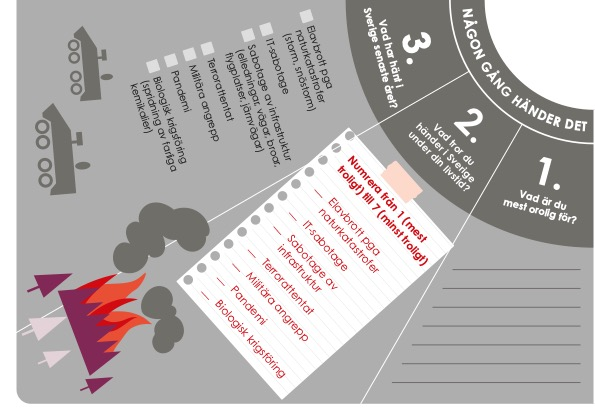 NÅGON GÅNG HÄNDER DET
1.
Vad är du
mest orolig för?
2.
Vad tror du
händer i Sverige
under din livstid?
Numrera från 1 (mest
troligt) till 7 (minst troligt)
Elavbrott pga
naturkatastrofer
IT-sabotage
Sabotage av
infrastruktur
Terrorattentat
Militära angrepp
Pandemi
Biologisk krigsföring
3.
Vad har hänt i
Sverige senaste året?
Elavbrott pga
naturkatastrofer
(storm, snöstorm)
IT-sabotage
Sabotage av infrastruktur
(elledningar, vägar, broar,
flygplatser, järnvägar)
Terrorattentat
Militära angrepp
Pandemi
Biologisk krigsföring
(spridning av farliga
kemikalier)